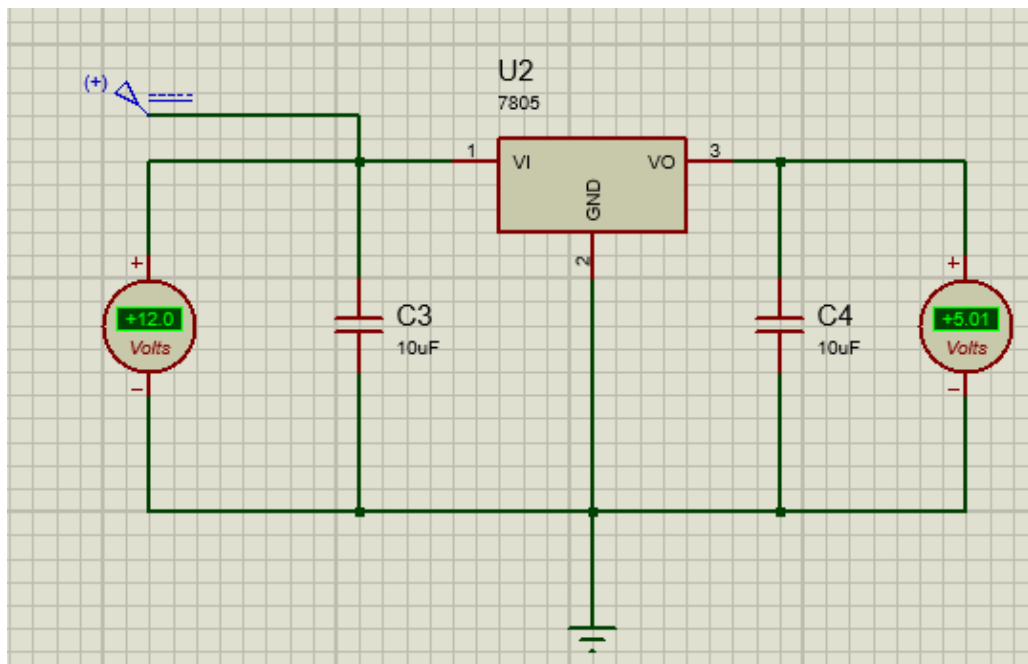 U2
7805
(+)
1
VI
VO
3
GND
2
+
+12.0
Volts
−
C3
10uF
C4
10uF
+
+5.01
Volts
−